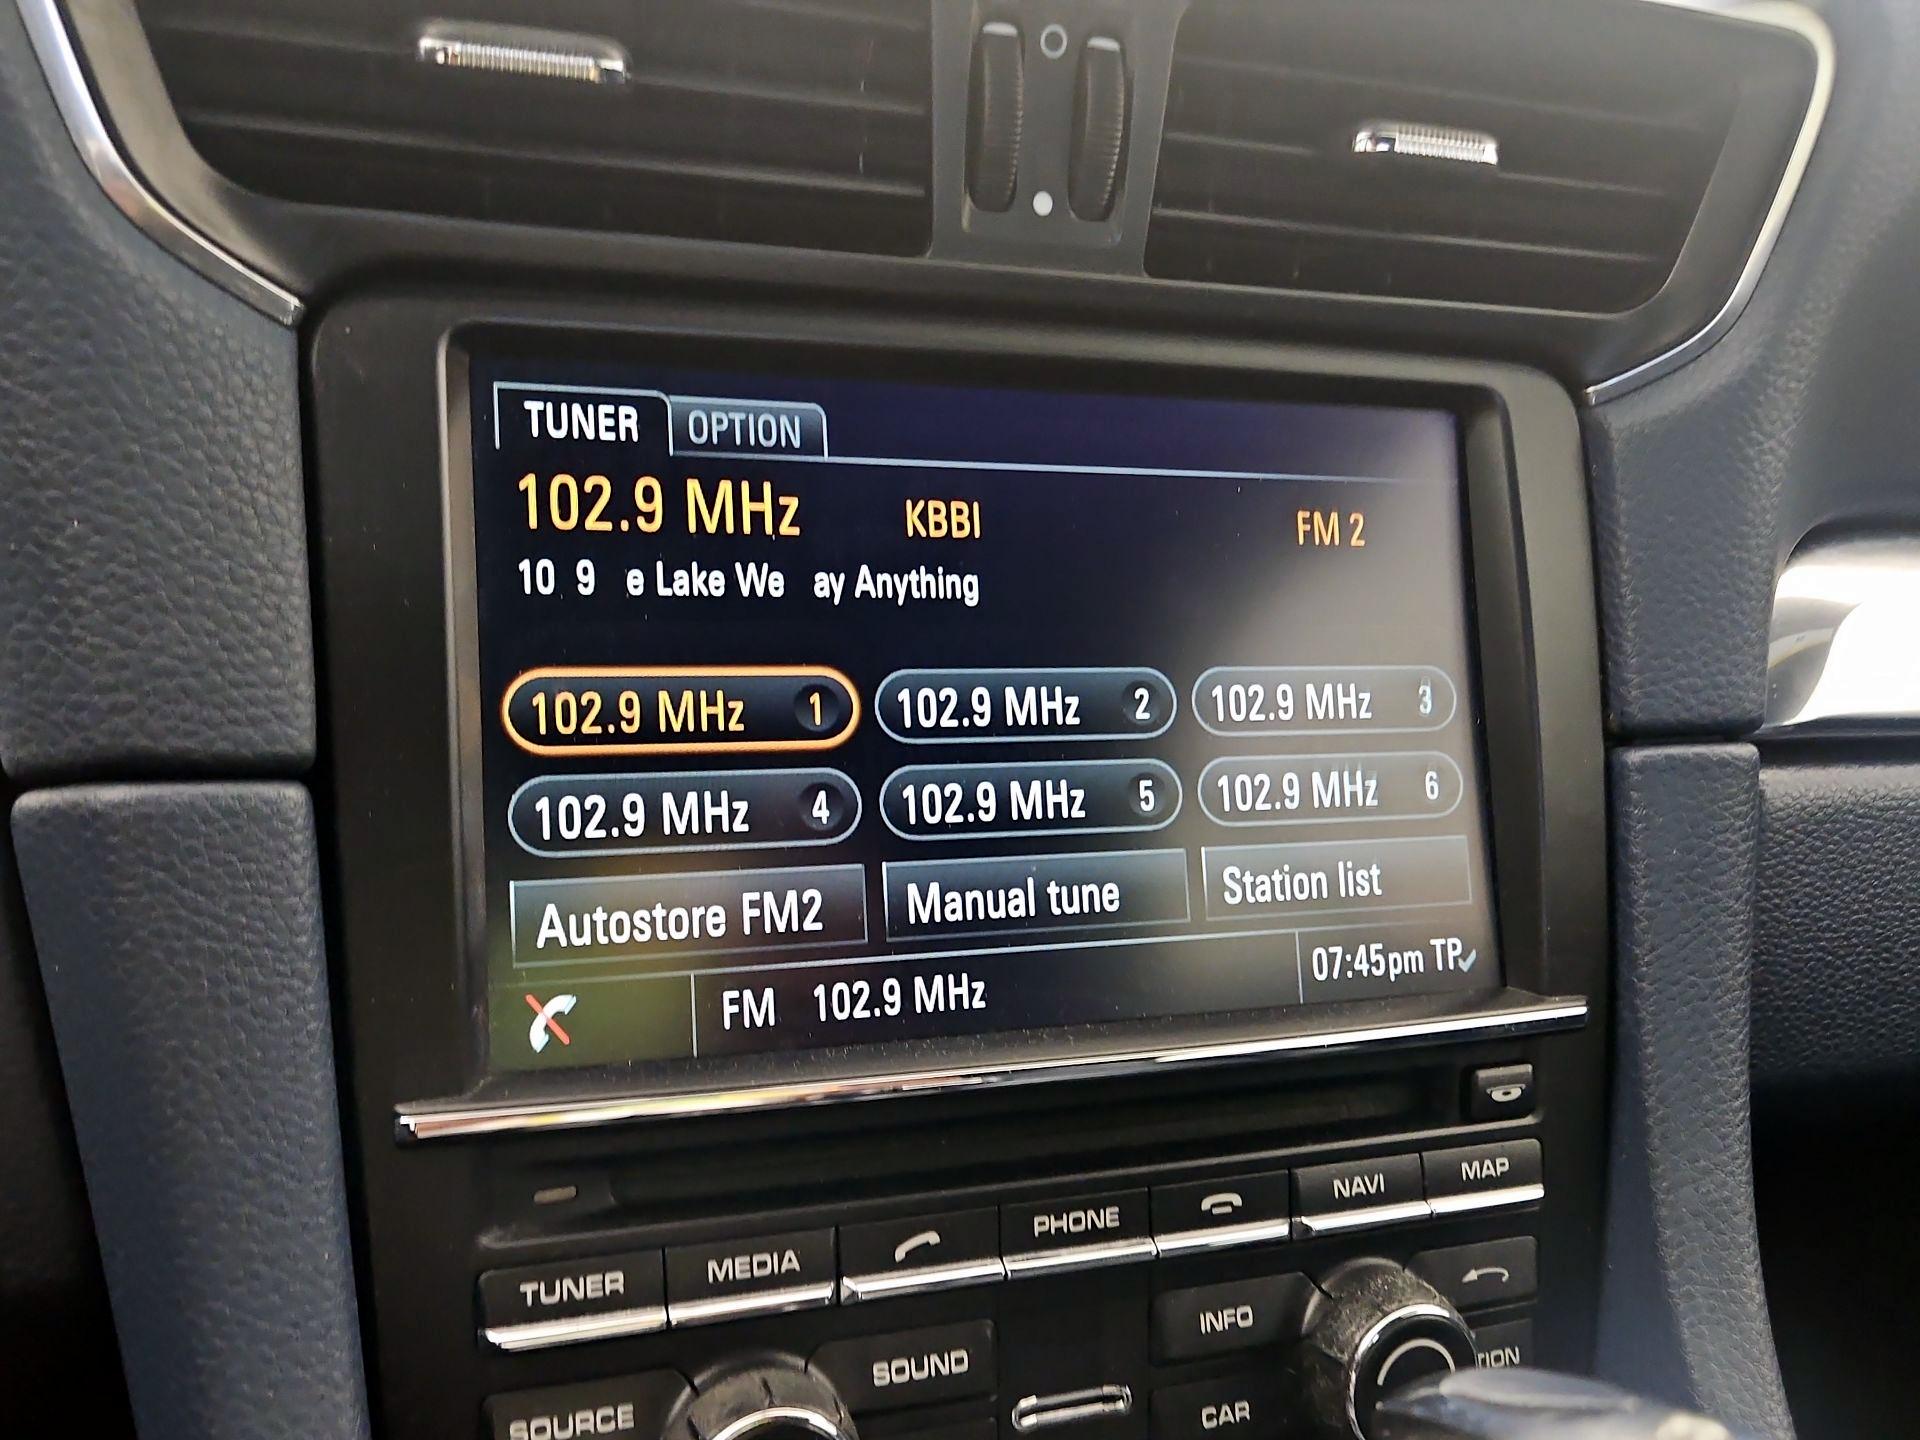 TUNER OPTION
102.9 MHz KBBI FM 2
10 9 e Lake We ay Anything
102.9 MHz 1 102.9 MHz 2 102.9 MHz 3
102.9 MHz 4 102.9 MHz 5 102.9 MHz 6
Autostore FM2 Manual tune Station list
FM 102.9 MHz 07:45pm TP
TUNER MEDIA PHONE NAVI MAP
SOUND INFO
SOURCE CAR TION